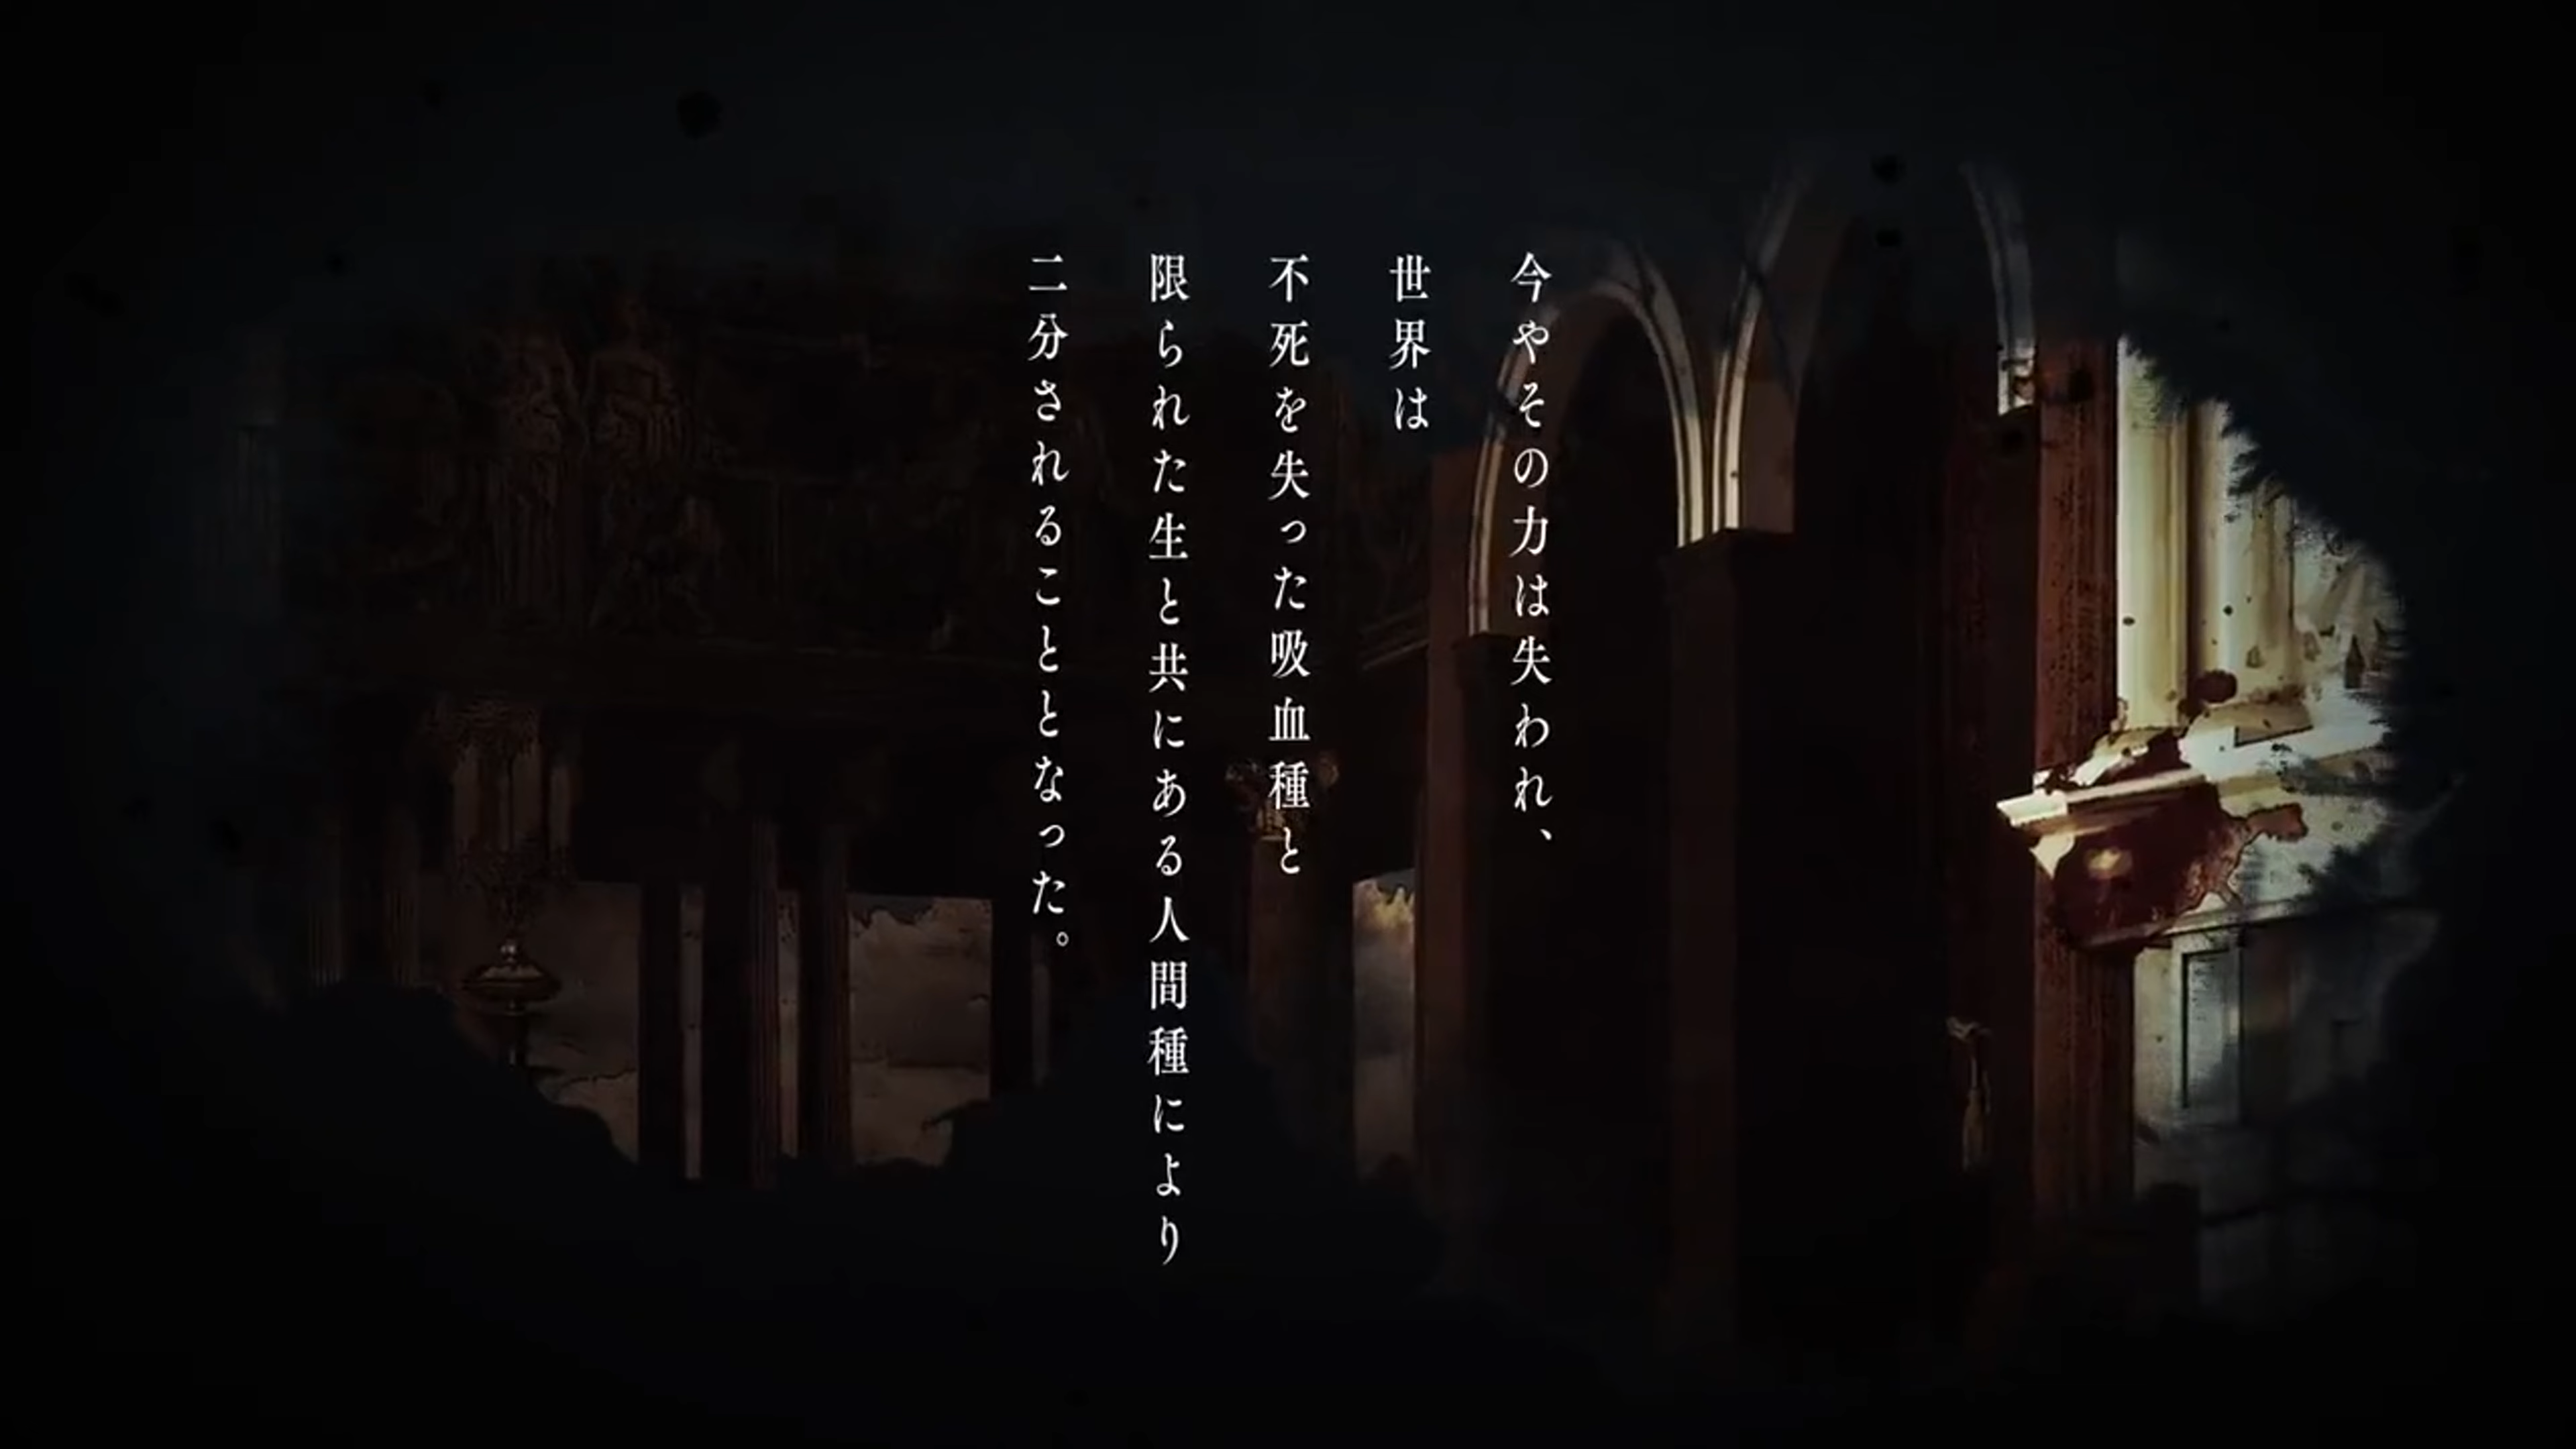 今やその力は失われ、
世界は
不死を失った吸血種と
限られた生と共にある人間種により
二分されることとなった。